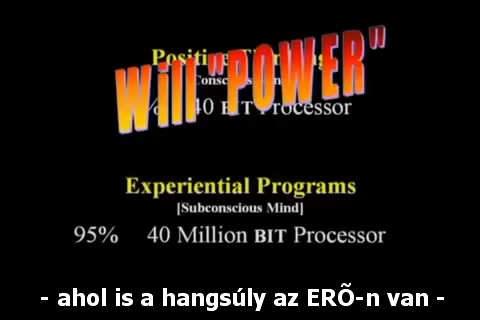 Will "POWER"
40 BIT Processor
Experiential Programs
[Subconscious Mind]
95% 40 Million BIT Processor
- ahol is a hangsúly az ERÕ-n van -